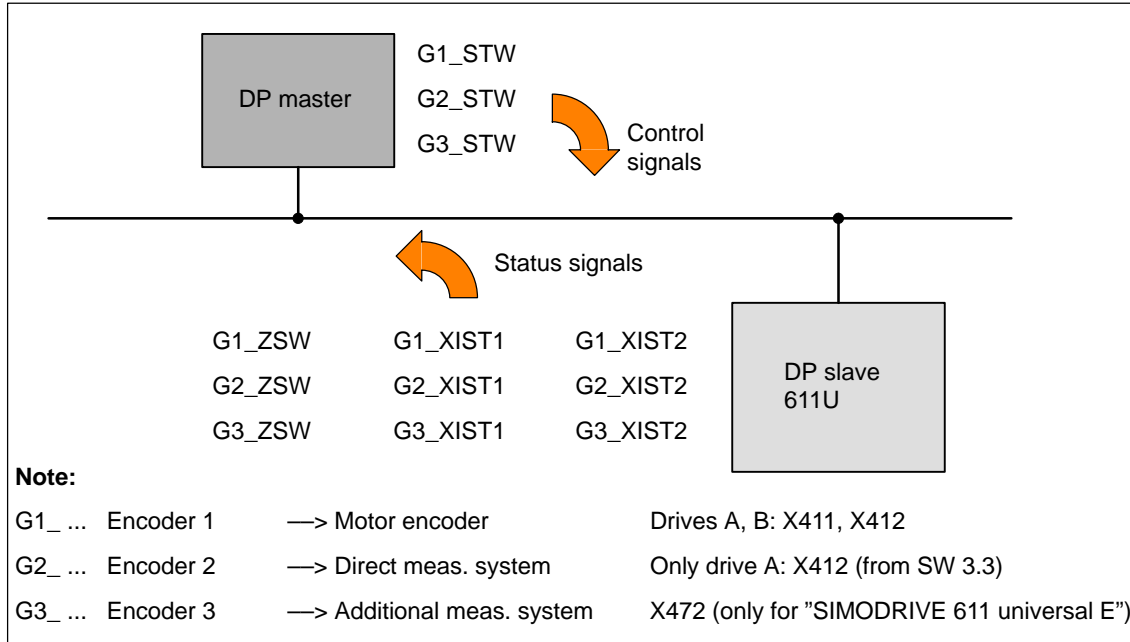 G1_STW
DP master
G2_STW
G3_STW
Control
signals
Status signals
G1_ZSW G1_XIST1 G1_XIST2
G2_ZSW G2_XIST1 G2_XIST2
G3_ZSW G3_XIST1 G3_XIST2
DP slave
611U
Note:
G1_ ... Encoder 1 —> Motor encoder Drives A, B: X411, X412
G2_ ... Encoder 2 —> Direct meas. system Only drive A: X412 (from SW 3.3)
G3_ ... Encoder 3 —> Additional meas. system X472 (only for ”SIMODRIVE 611 universal E”)